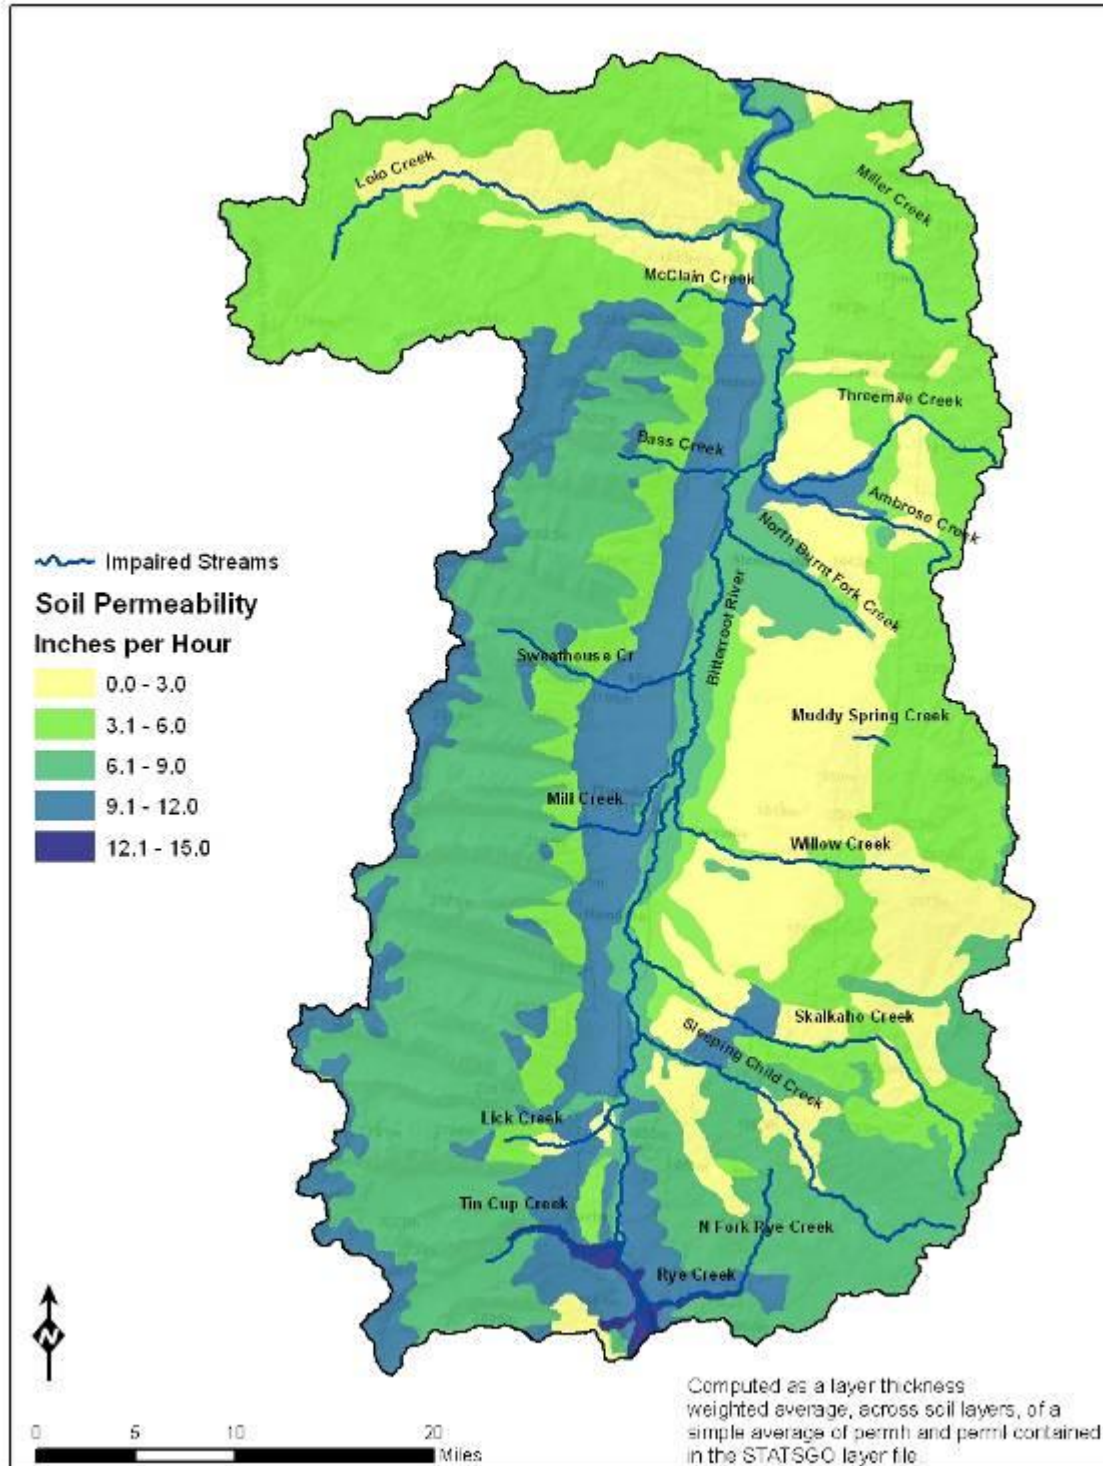 Lolo Creek
Miller Creek
McClain Creek
Threemile Creek
Bass Creek
Ambrose Creek
North Burnt Fork Creek
Bitterroot River
Impaired Streams
Soil Permeability
Inches per Hour
0.0 - 3.0
3.1 - 6.0
6.1 - 9.0
9.1 - 12.0
12.1 - 15.0
Sweathouse Cr
Muddy Spring Creek
Mill Creek
Willow Creek
Skalkaho Creek
Sleeping Child Creek
Lick Creek
Tin Cup Creek
N Fork Rye Creek
Rye Creek
N
0 5 10 20
Miles
Computed as a layer thickness
weighted average, across soil layers, of a
simple average of permh and perml contained
in the STATSGO layer file.